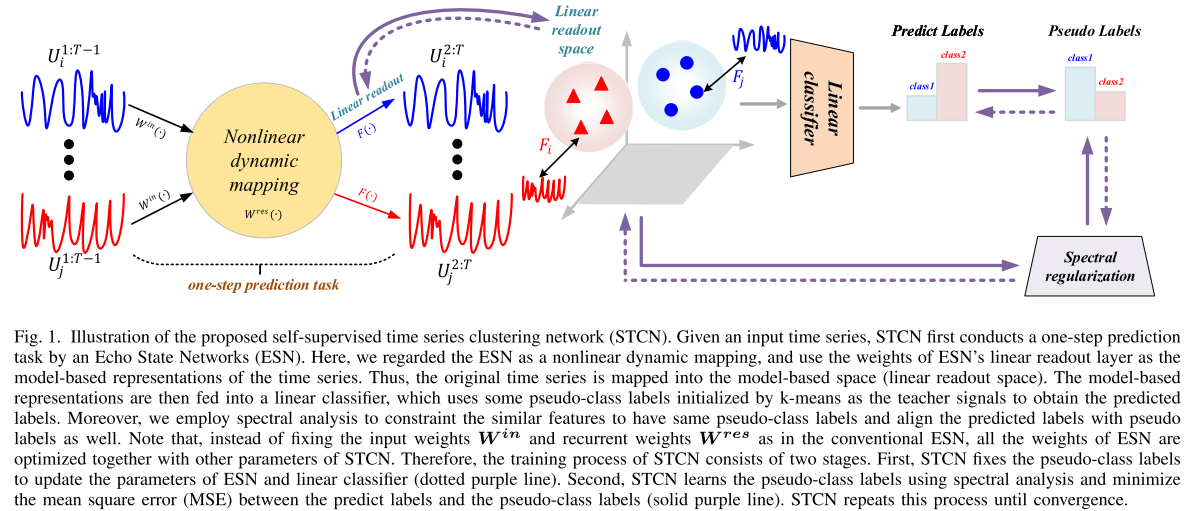 U_i^{1:T−1}
W^{in}(·)
U_j^{1:T−1}
W^{in}(·)
Nonlinear
dynamic
mapping
W^{res}(·)
one-step prediction task
Linear readout
F(·)
F(·)
U_i^{2:T}
U_j^{2:T}
Linear
readout
space
F_i
F_j
Linear
classifier
Predict Labels
class1
class2
Pseudo Labels
class1
class2
Spectral
regularization
Fig. 1. Illustration of the proposed self-supervised time series clustering network (STCN). Given an input time series, STCN first conducts a one-step prediction
task by an Echo State Networks (ESN). Here, we regarded the ESN as a nonlinear dynamic mapping, and use the weights of ESN's linear readout layer as the
model-based representations of the time series. Thus, the original time series is mapped into the model-based space (linear readout space). The model-based
representations are then fed into a linear classifier, which uses some pseudo-class labels initialized by k-means as the teacher signals to obtain the predicted
labels. Moreover, we employ spectral analysis to constraint the similar features to have same pseudo-class labels and align the predicted labels with pseudo
labels as well. Note that, instead of fixing the input weights W^{in} and recurrent weights W^{res} as in the conventional ESN, all the weights of ESN are
optimized together with other parameters of STCN. Therefore, the training process of STCN consists of two stages. First, STCN fixes the pseudo-class labels
to update the parameters of ESN and linear classifier (dotted purple line). Second, STCN learns the pseudo-class labels using spectral analysis and minimize
the mean square error (MSE) between the predict labels and the pseudo-class labels (solid purple line). STCN repeats this process until convergence.